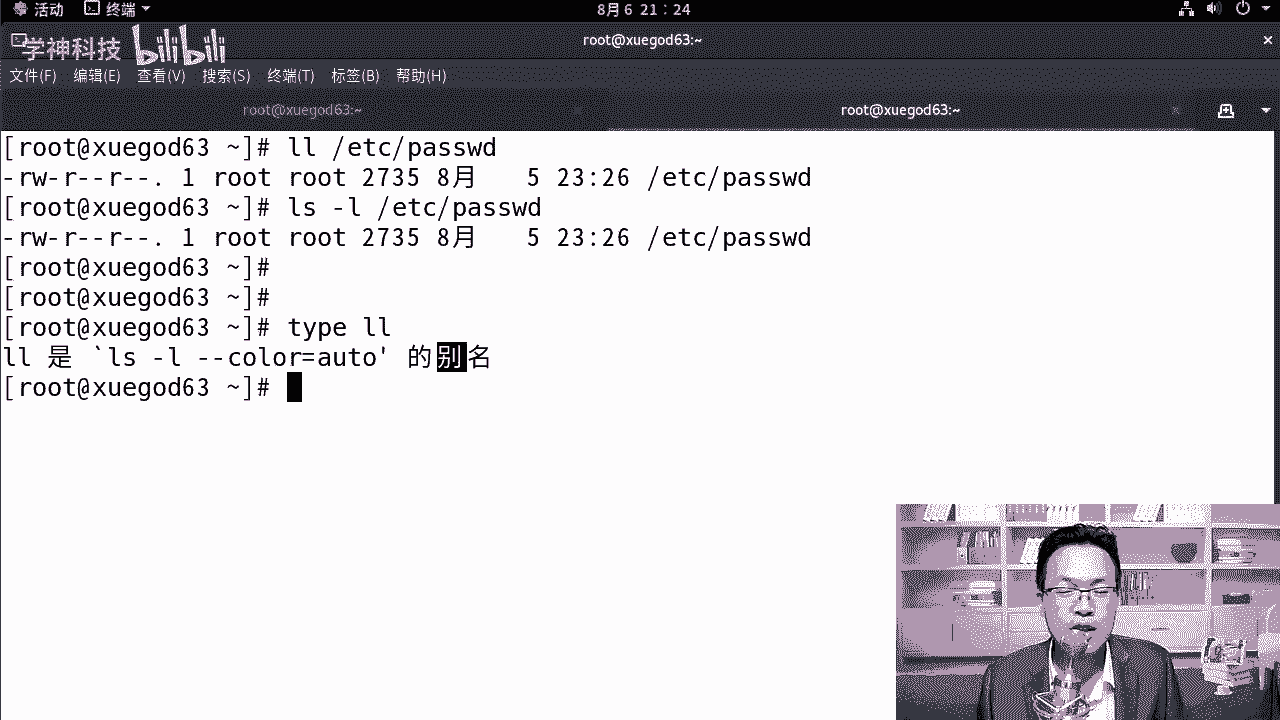 活动 终端 8月 6 21：24
学神科技 bilibili
root@xuegod63:~
文件(F) 编辑(E) 查看(V) 搜索(S) 终端(T) 标签(B) 帮助(H)
root@xuegod63:~ root@xuegod63:~
[root@xuegod63 ~]# ll /etc/passwd
-rw-r--r--. 1 root root 2735 8月   5 23:26 /etc/passwd
[root@xuegod63 ~]# ls -l /etc/passwd
-rw-r--r--. 1 root root 2735 8月   5 23:26 /etc/passwd
[root@xuegod63 ~]#
[root@xuegod63 ~]#
[root@xuegod63 ~]# type ll
ll 是 `ls -l --color=auto' 的别名
[root@xuegod63 ~]#